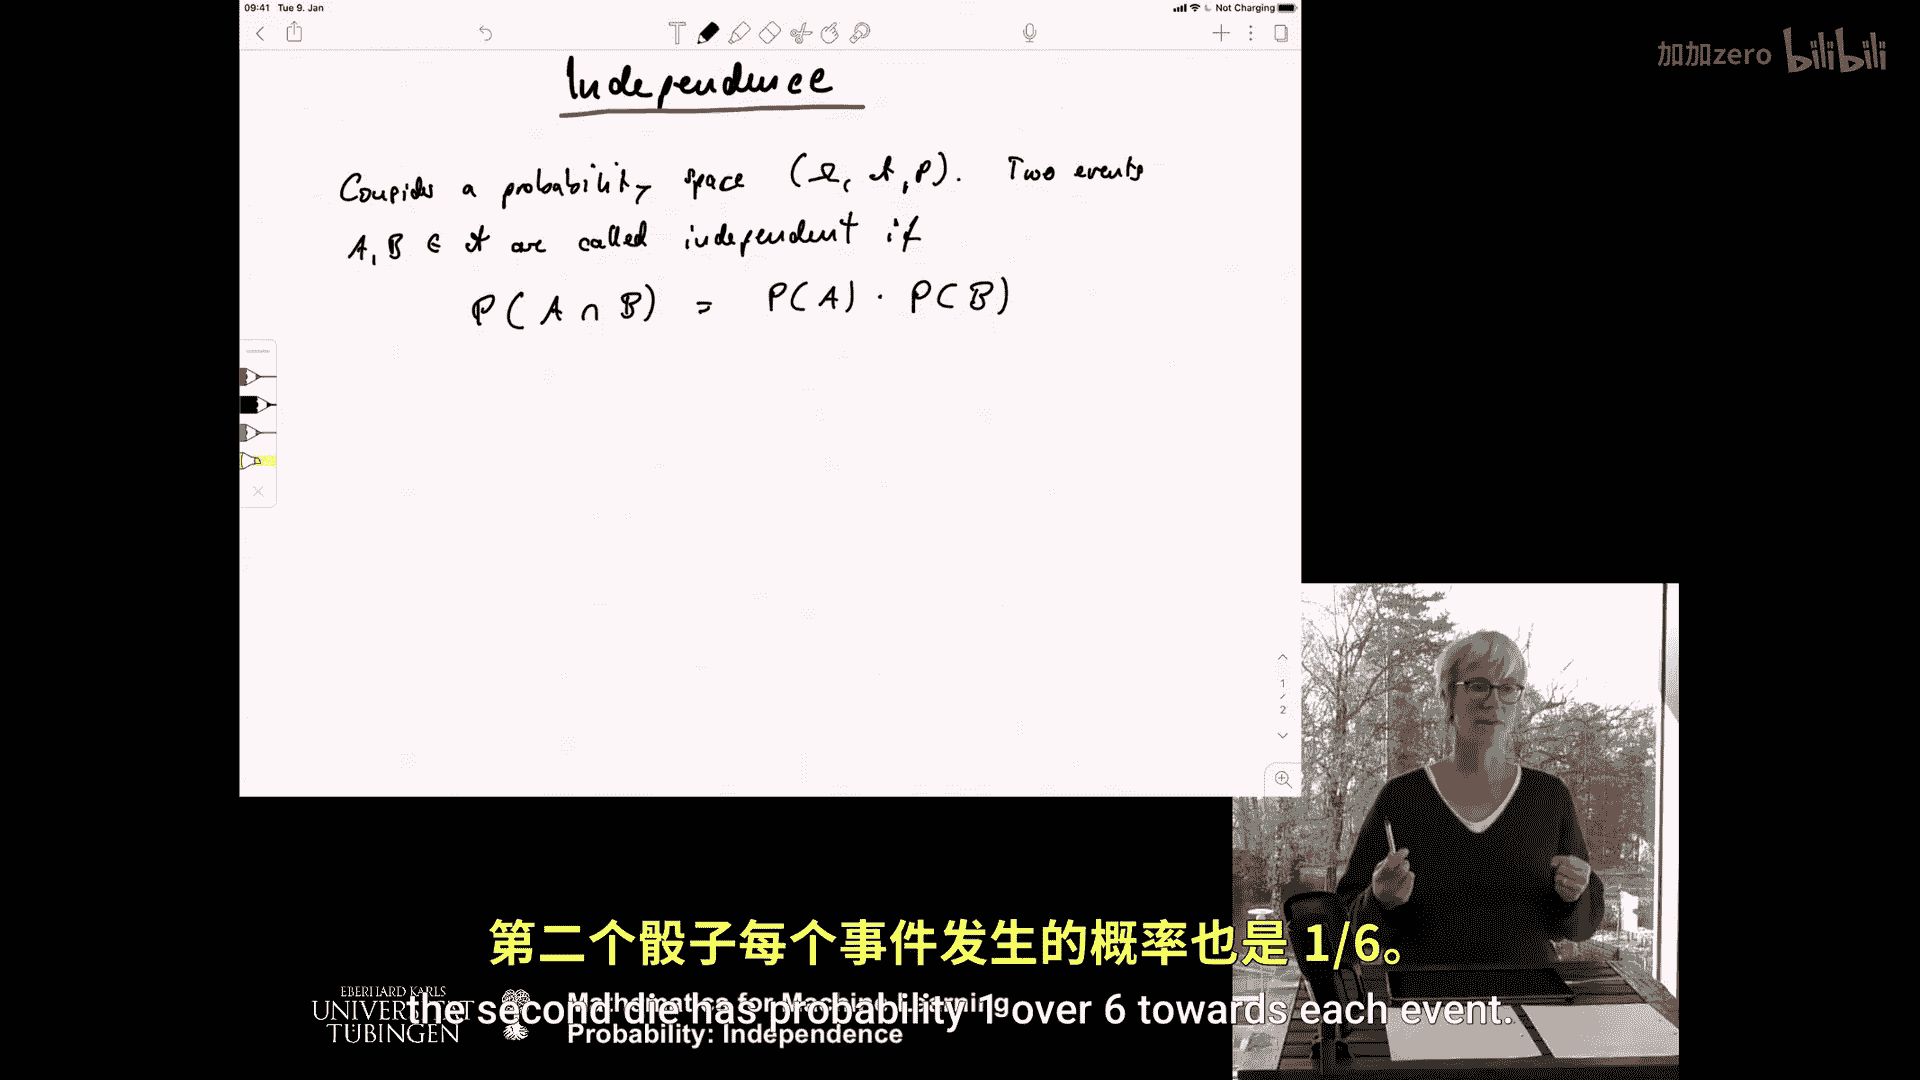 09:41 Tue 9. Jan
Not Charging
加加zero bilibili
Independence
Consider a probability space (Ω, A, P). Two events
A, B ∈ A are called independent if
P(A ∩ B) = P(A) · P(B)
1
/
2
第二个骰子每个事件发生的概率也是 1/6。
the second die has probability 1 over 6 towards each event.
EBERHARD KARLS
UNIVERSITÄT
TÜBINGEN
Mathematics for Machine Learning
Probability: Independence